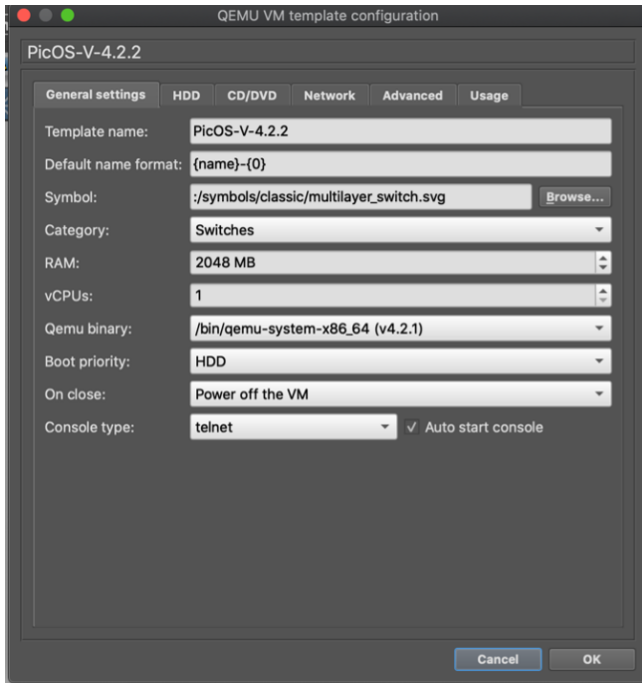 QEMU VM template configuration
PicOS-V-4.2.2
General settings HDD CD/DVD Network Advanced Usage
Template name: PicOS-V-4.2.2
Default name format: {name}-{0}
Symbol: :/symbols/classic/multilayer_switch.svg Browse...
Category: Switches
RAM: 2048 MB
vCPUs: 1
Qemu binary: /bin/qemu-system-x86_64 (v4.2.1)
Boot priority: HDD
On close: Power off the VM
Console type: telnet ✓ Auto start console
Cancel OK